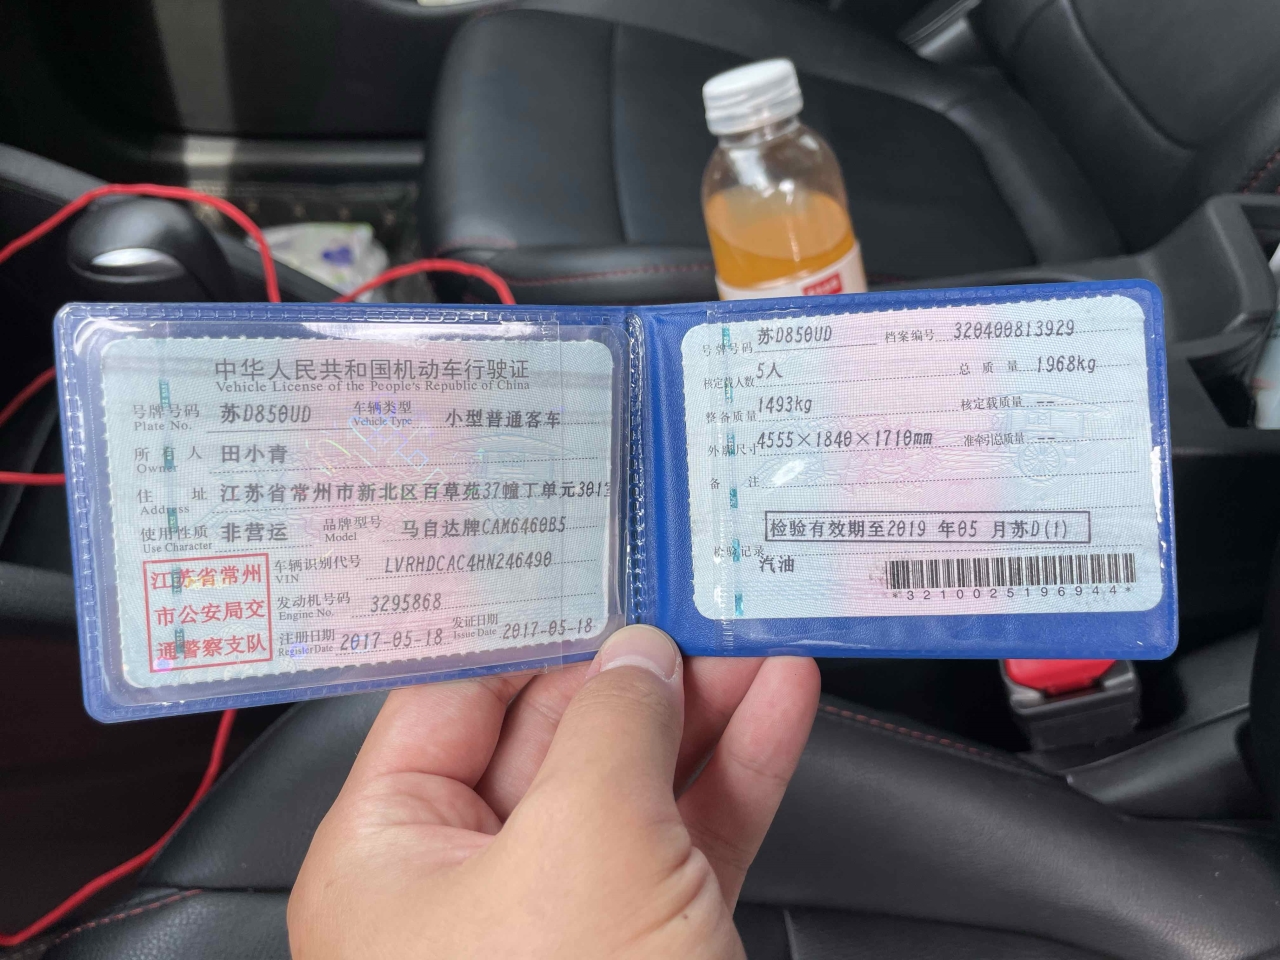 中华人民共和国机动车行驶证
Vehicle License of the People's Republic of China
号牌号码 苏D850UD 车辆类型 小型普通客车
Plate No. Vehicle Type
所有人 田小青
Owner
住址 江苏省常州市新北区百草苑37幢丁单元301室
Address
使用性质 非营运 品牌型号 马自达牌CAM6460B5
Use Character Model
江苏省常州
市公安局交
通警察支队
车辆识别代号 LVRHDCAC4HN246490
VIN
发动机号码 3295868
Engine No.
注册日期 2017-05-18 发证日期 2017-05-18
Register Date Issue Date
号牌号码 苏D850UD 档案编号 320400813929
核定载人数 5人 总质量 1968kg
整备质量 1493kg 核定载质量 --
外廓尺寸 4555×1840×1710mm 准牵引总质量 --
备注
检验有效期至2019年05月苏D(1)
检验记录
汽油
*3210025196944*